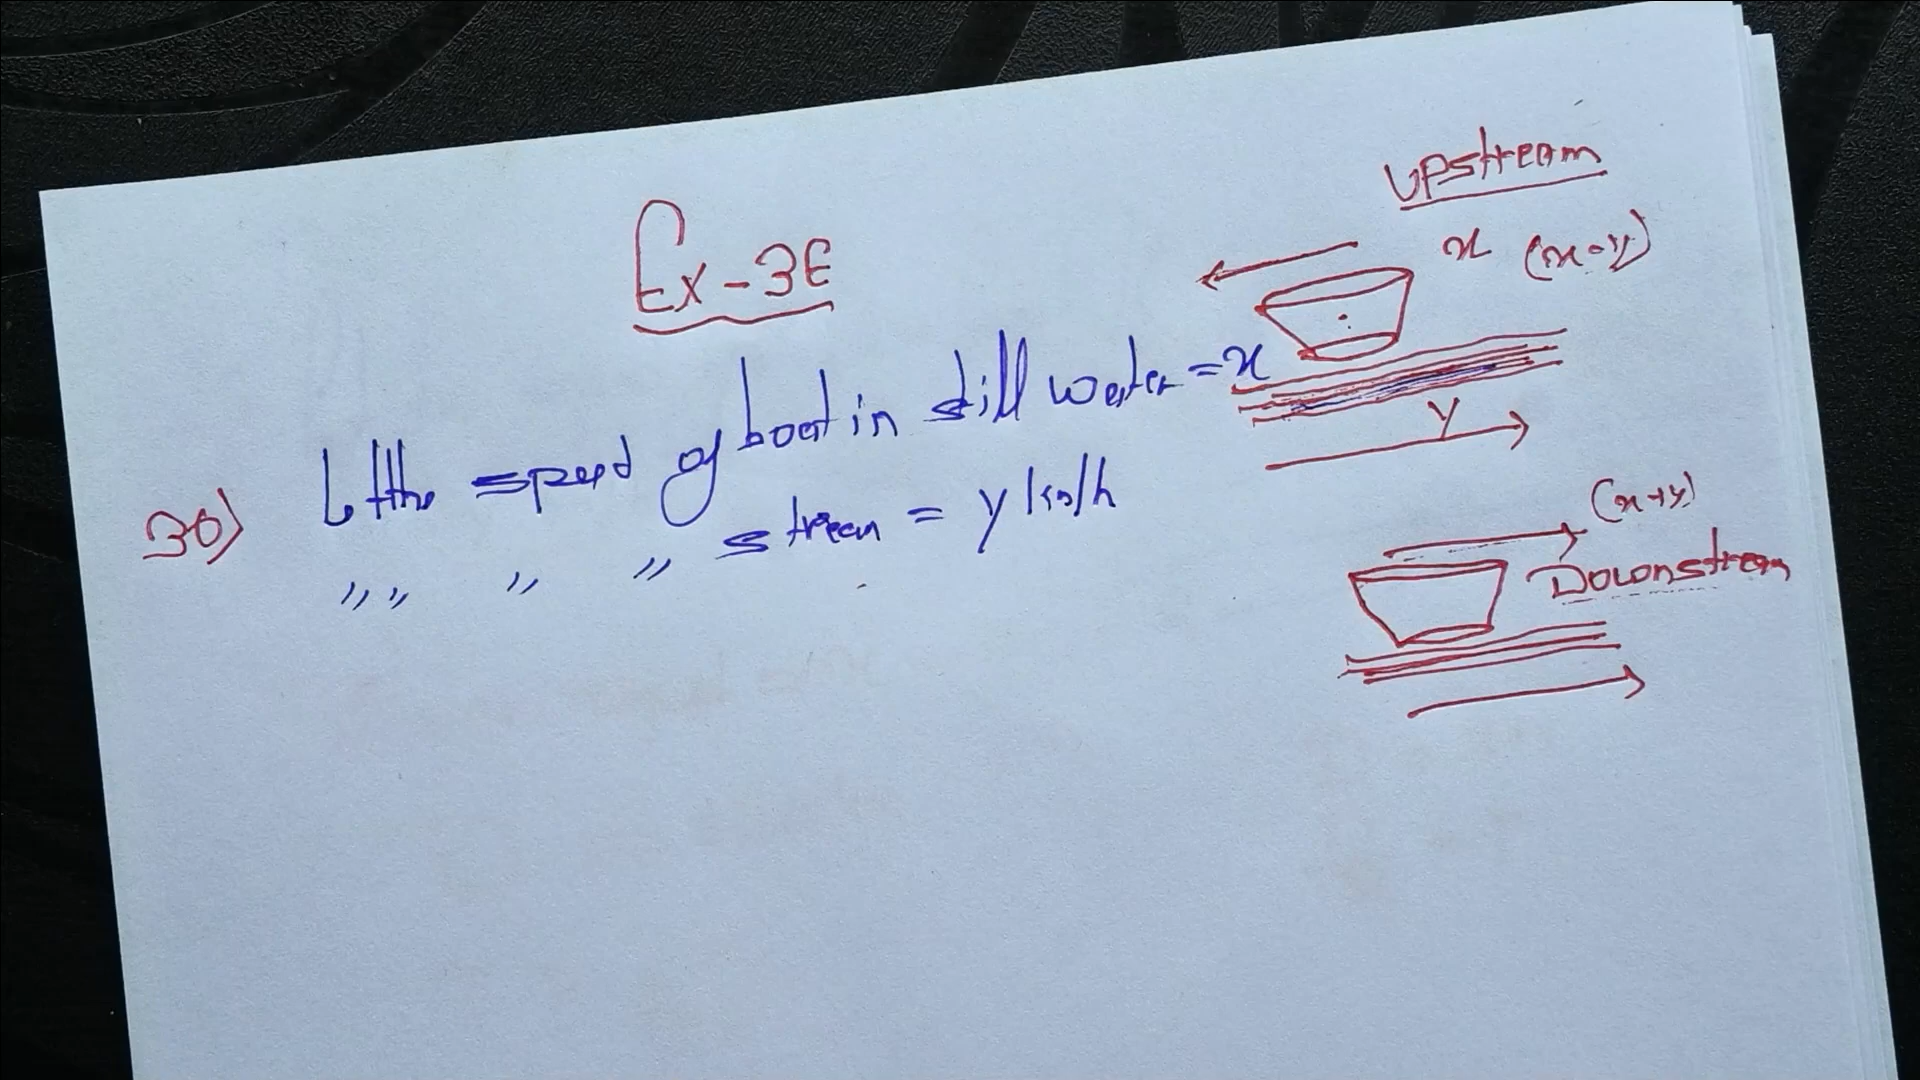 Ex-3E
30) Let the speed of boat in still water = x
,, ,, ,, ,, stream = y km/h
Upstream
x (x-y)
y
(x+y)
Downstream